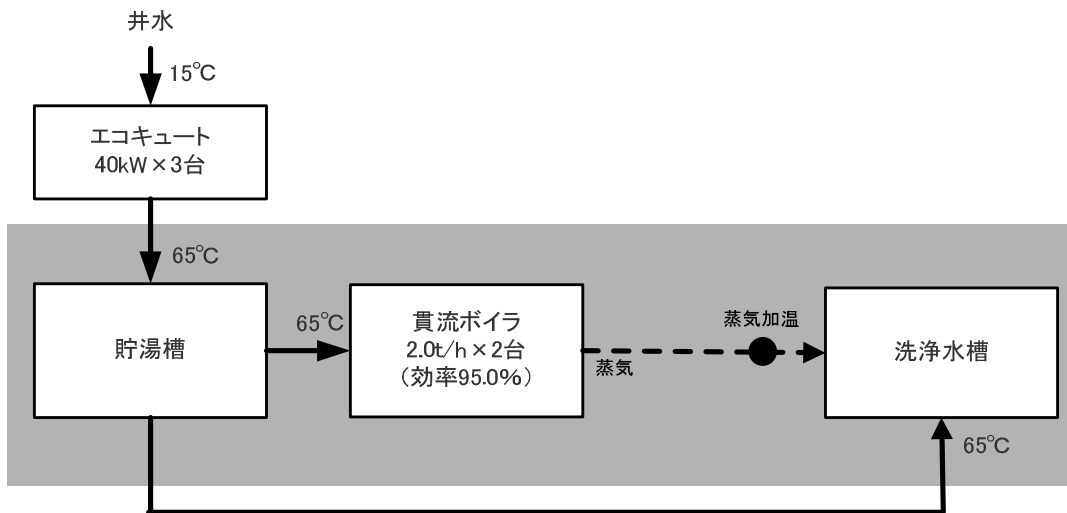 井水
15℃
エコキュート
40kW×3台
65℃
貯湯槽
65℃
貫流ボイラ
2.0t/h×2台
(効率95.0%)
蒸気
蒸気加温
洗浄水槽
65℃